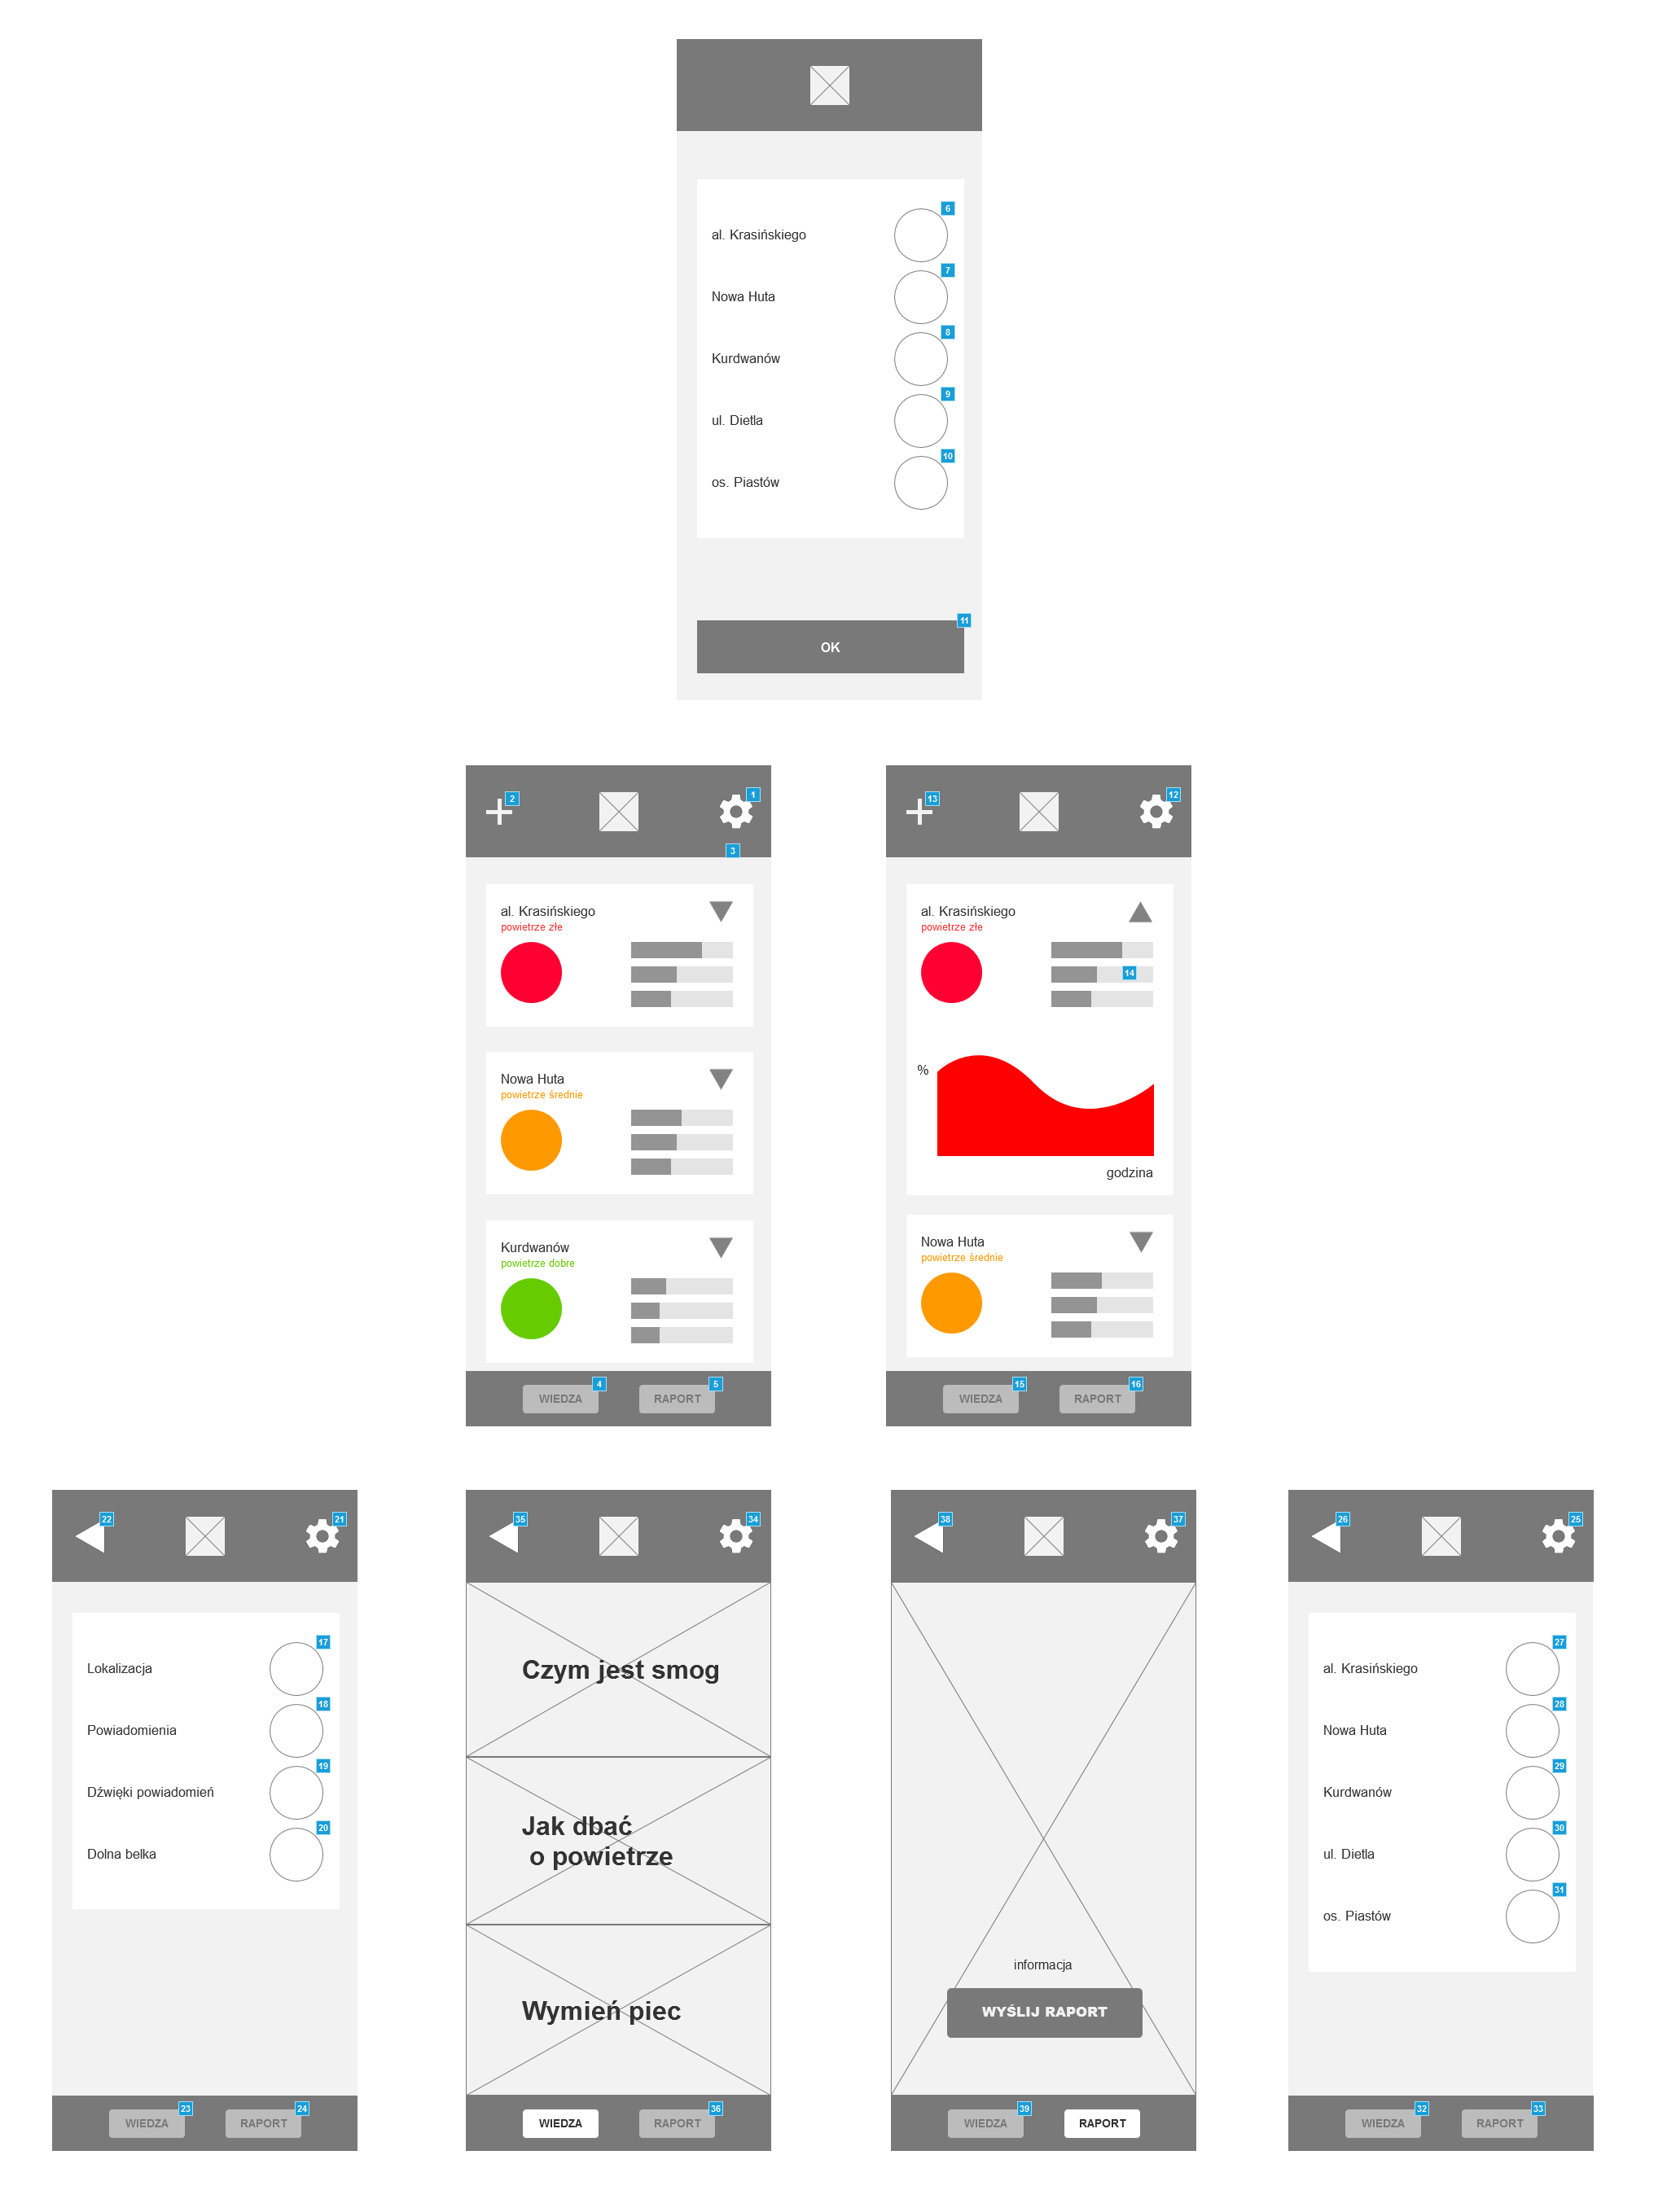 6
al. Krasińskiego
7
Nowa Huta
8
Kurdwanów
9
ul. Dietla
10
os. Piastów
11
OK
2
1
3
al. Krasińskiego
powietrze złe
Nowa Huta
powietrze średnie
Kurdwanów
powietrze dobre
4
5
WIEDZA RAPORT
13
12
al. Krasińskiego
powietrze złe
14
%
godzina
Nowa Huta
powietrze średnie
15
16
WIEDZA RAPORT
22
21
17
Lokalizacja
18
Powiadomienia
19
Dźwięki powiadomień
20
Dolna belka
23
24
WIEDZA RAPORT
35
34
Czym jest smog
Jak dbać
o powietrze
Wymień piec
36
WIEDZA RAPORT
38
37
informacja
WYŚLIJ RAPORT
39
WIEDZA RAPORT
26
25
27
al. Krasińskiego
28
Nowa Huta
29
Kurdwanów
30
ul. Dietla
31
os. Piastów
32
33
WIEDZA RAPORT